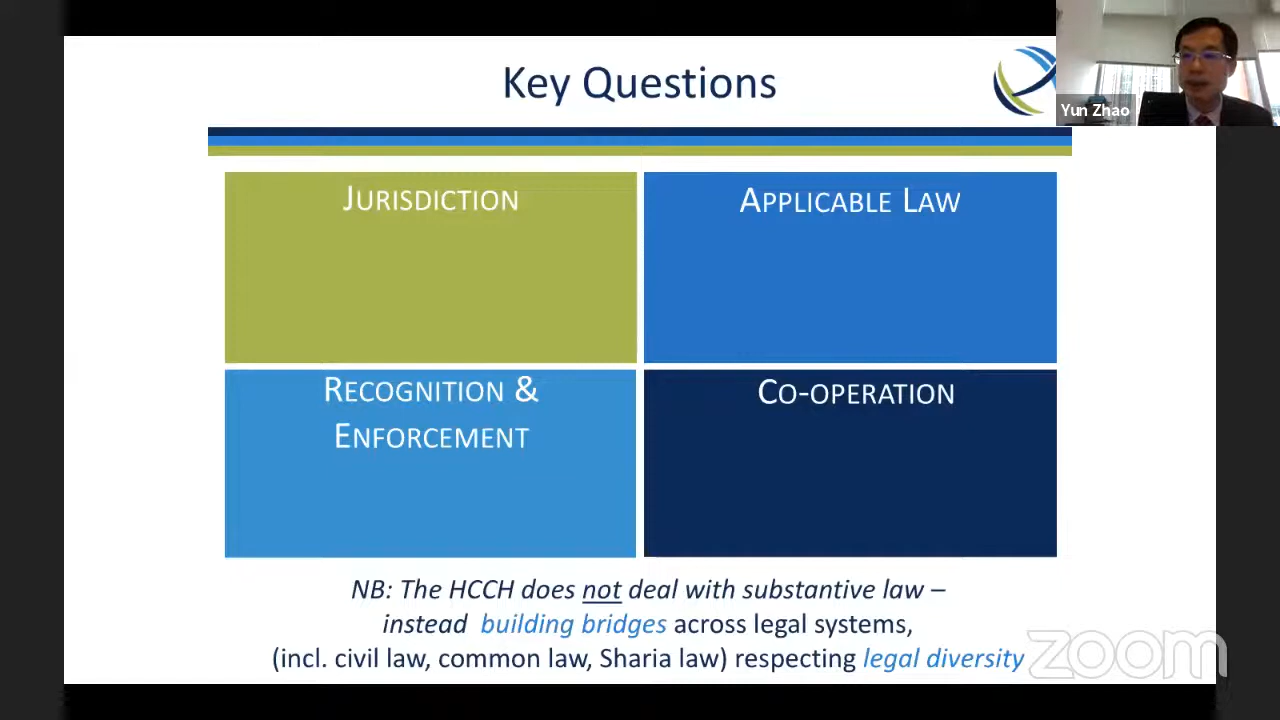 Key Questions
Yun Zhao
JURISDICTION
APPLICABLE LAW
RECOGNITION &
ENFORCEMENT
CO-OPERATION
NB: The HCCH does not deal with substantive law –
instead building bridges across legal systems,
(incl. civil law, common law, Sharia law) respecting legal diversity
zoom